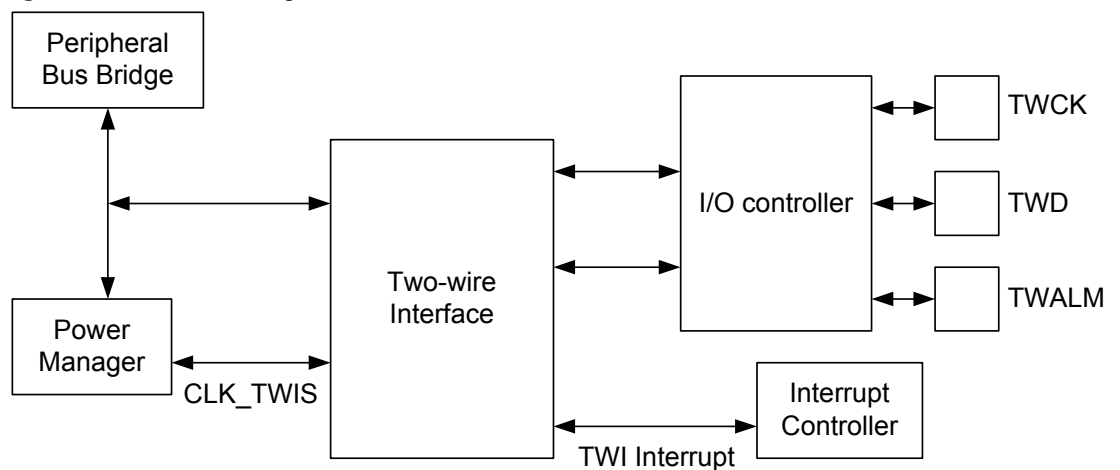 Peripheral
Bus Bridge
TWCK
I/O controller
TWD
Two-wire
Interface
TWALM
Power
Manager
CLK_TWIS
Interrupt
Controller
TWI Interrupt